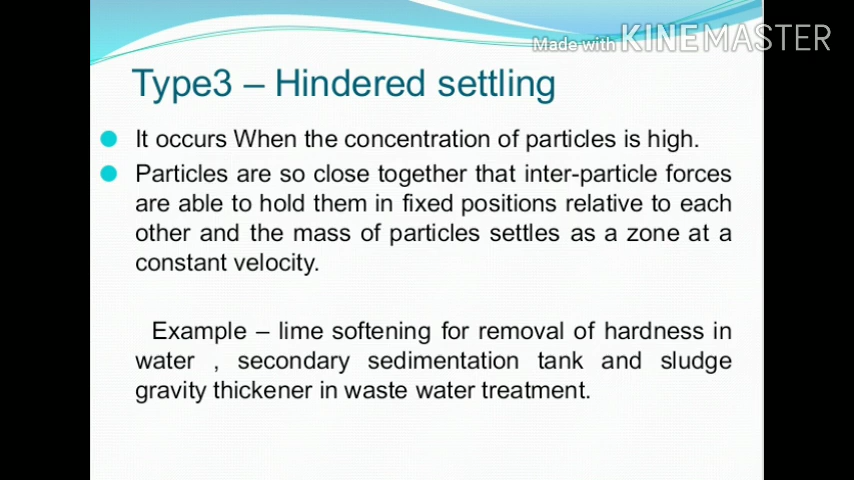 Made with KINEMASTER
Type3 – Hindered settling
It occurs When the concentration of particles is high.
Particles are so close together that inter-particle forces
are able to hold them in fixed positions relative to each
other and the mass of particles settles as a zone at a
constant velocity.
Example – lime softening for removal of hardness in
water , secondary sedimentation tank and sludge
gravity thickener in waste water treatment.